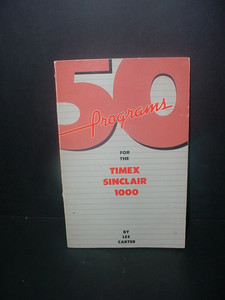 50
Programs
FOR
THE
TIMEX
SINCLAIR
1000
BY
LEE
CARTER